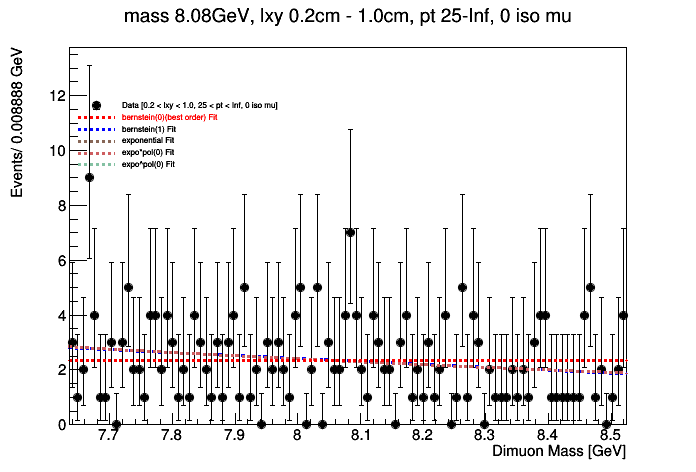 mass 8.08GeV, lxy 0.2cm - 1.0cm, pt 25-Inf, 0 iso mu
Events/ 0.008888 GeV
12
10
8
6
4
2
0
Data [0.2 < lxy < 1.0, 25 < pt < Inf, 0 iso mu]
bernstein(0)(best order) Fit
bernstein(1) Fit
exponential Fit
expo*pol(0) Fit
expo^pol(0) Fit
7.7 7.8 7.9 8 8.1 8.2 8.3 8.4 8.5
Dimuon Mass [GeV]